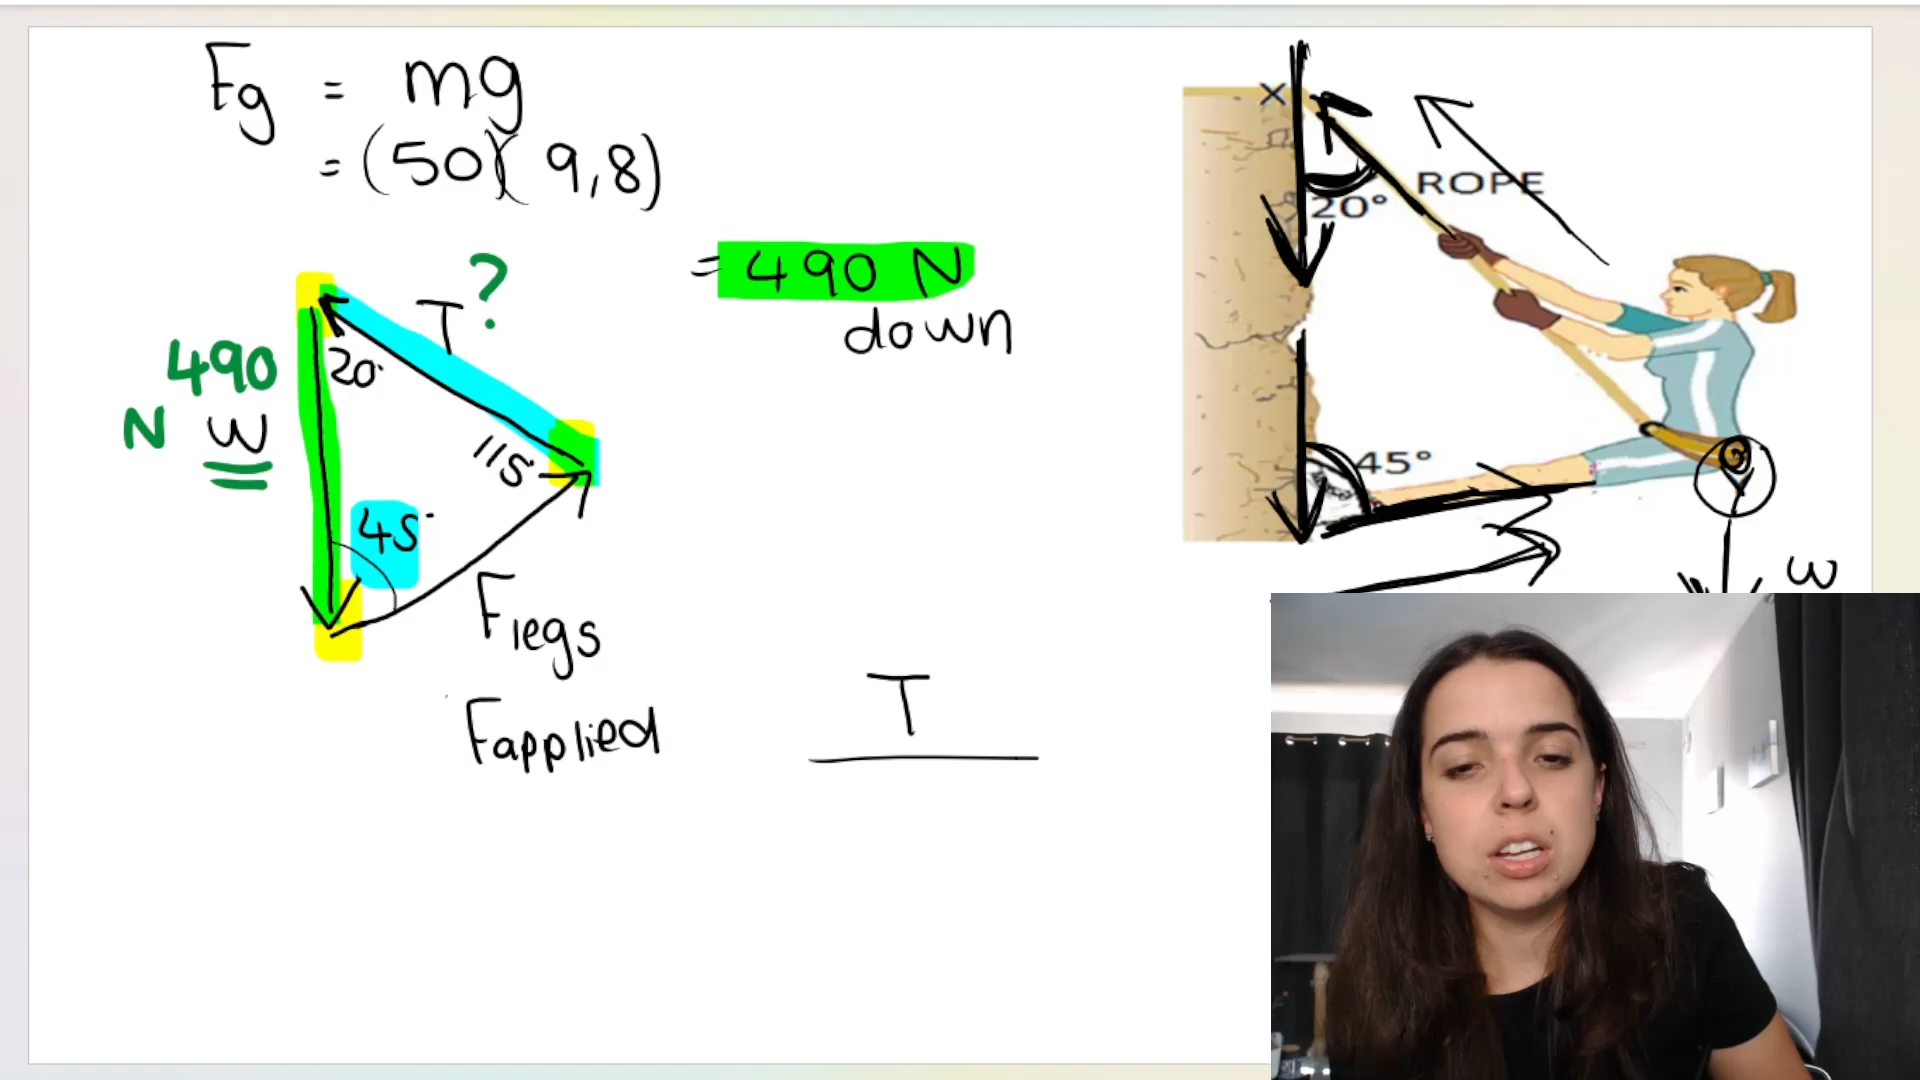 Fg = mg
= (50)(9,8)
= 490 N
down
T ?
490
N W
20°
115°
45°
Flegs
Fapplied
T
X
ROPE
20°
45°
W